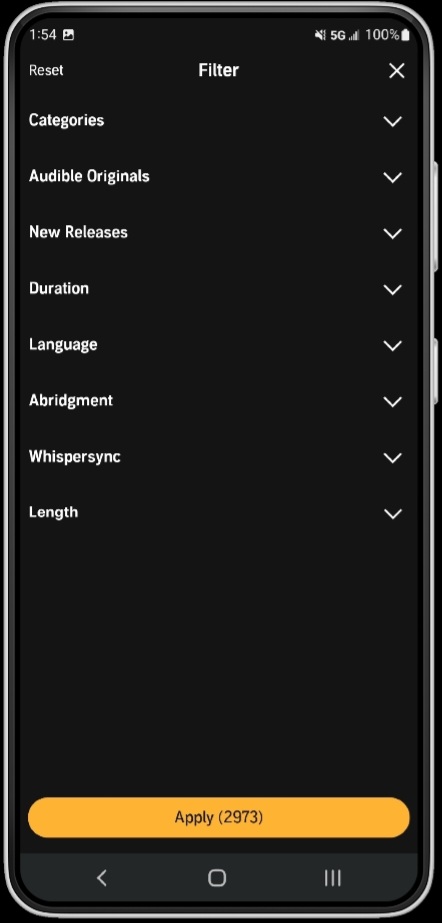 1:54 5G 100%
Reset Filter
Categories
Audible Originals
New Releases
Duration
Language
Abridgment
Whispersync
Length
Apply (2973)